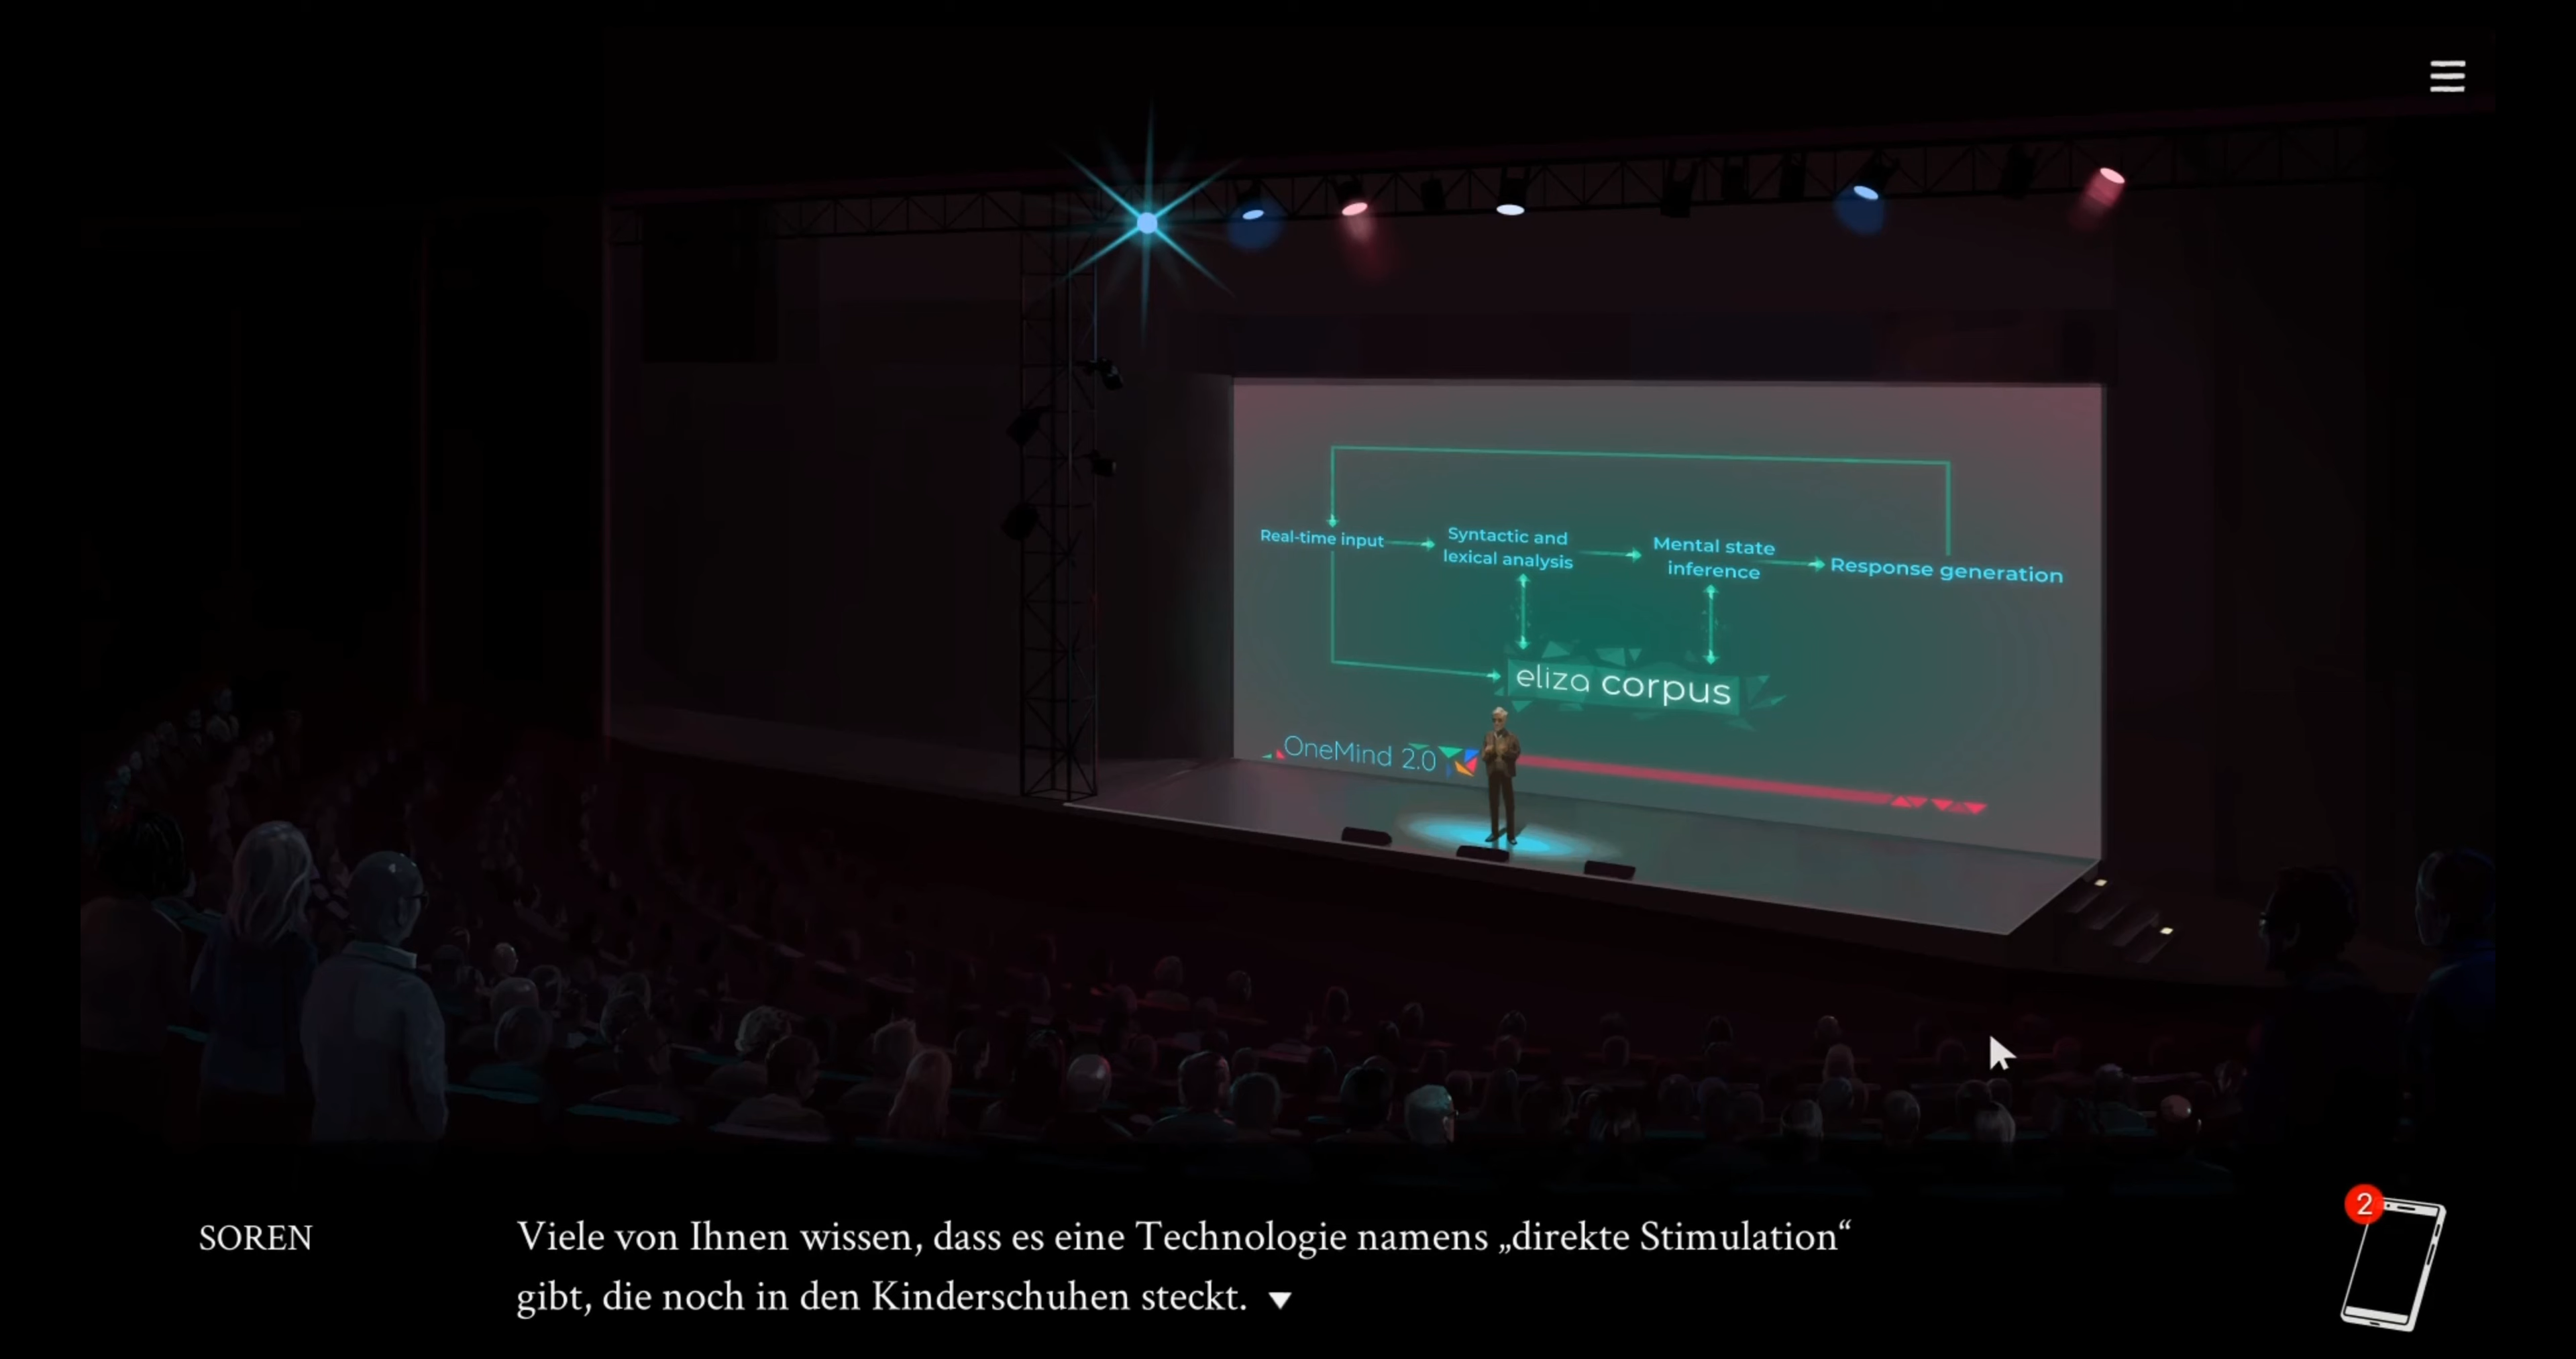 Real-time input
Syntactic and
lexical analysis
Mental state
inference
Response generation
eliza corpus
OneMind 2.0
2
SOREN
Viele von Ihnen wissen, dass es eine Technologie namens „direkte Stimulation“
gibt, die noch in den Kinderschuhen steckt.